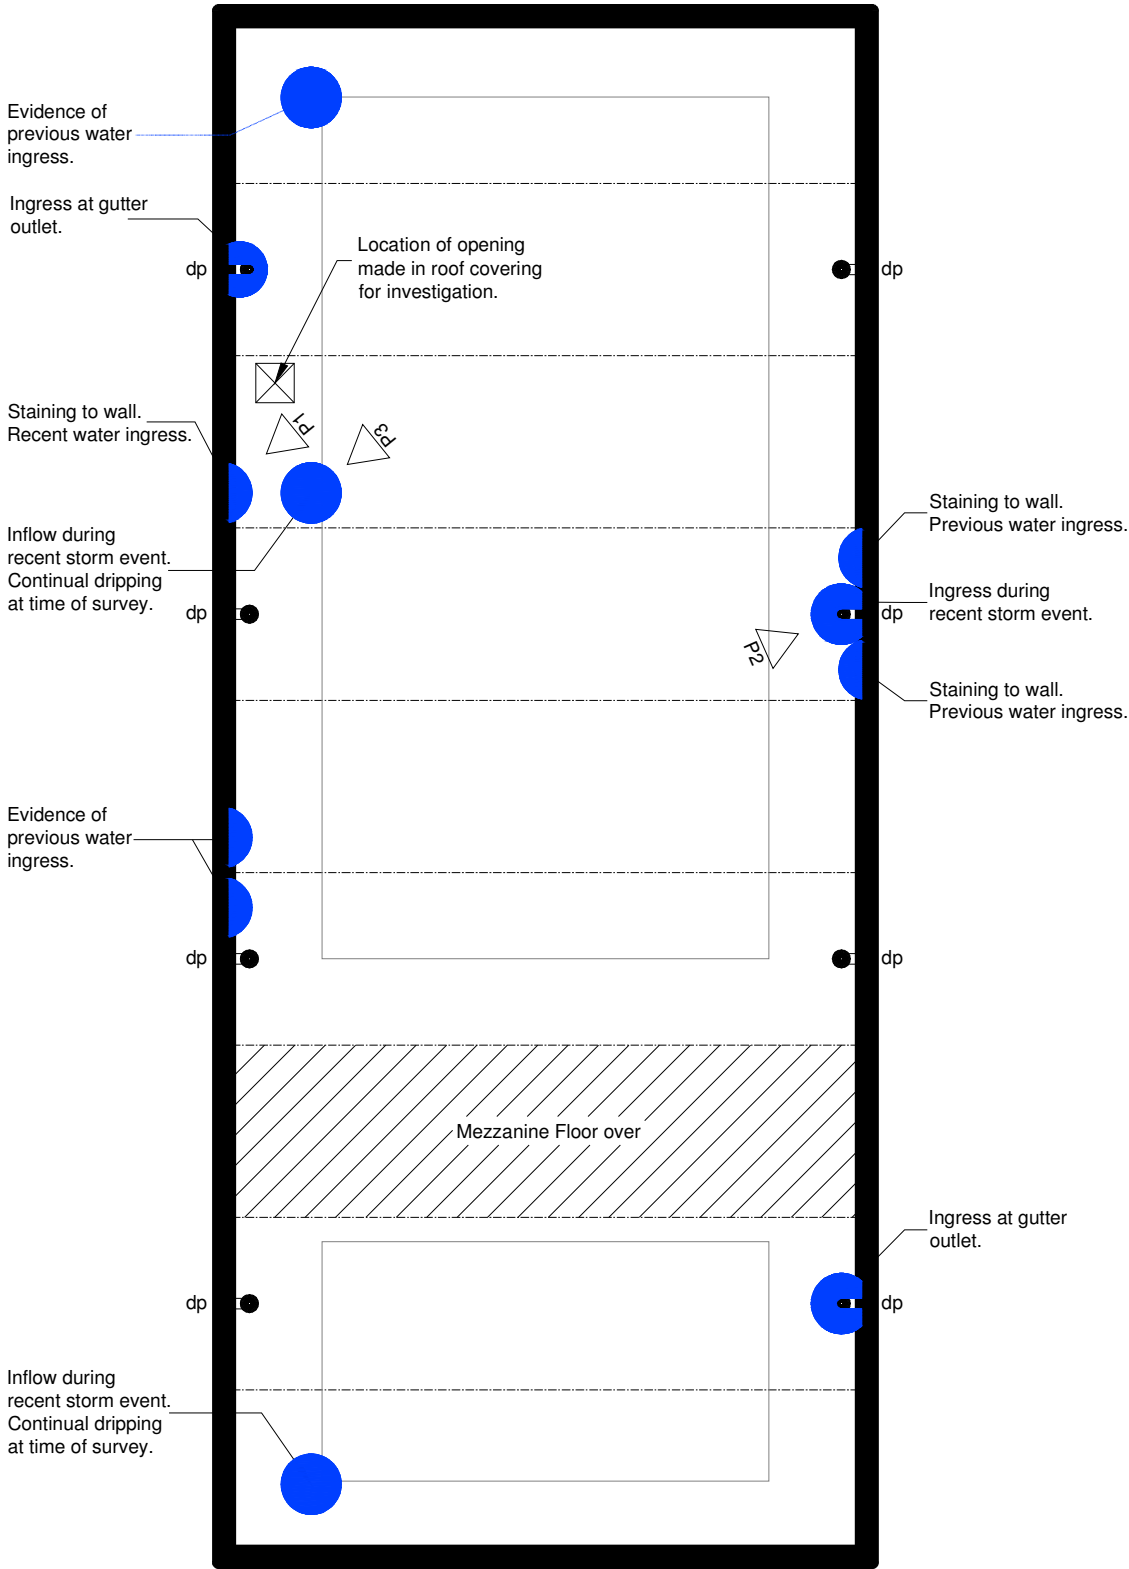 Evidence of
previous water
ingress.
Ingress at gutter
outlet.
dp
Location of opening
made in roof covering
for investigation.
dp
Staining to wall.
Recent water ingress.
P1
P3
Inflow during
recent storm event.
Continual dripping
at time of survey.
dp
Staining to wall.
Previous water ingress.
Ingress during
recent storm event.
dp
P2
Staining to wall.
Previous water ingress.
Evidence of
previous water
ingress.
dp
dp
Mezzanine Floor over
Ingress at gutter
outlet.
dp
dp
Inflow during
recent storm event.
Continual dripping
at time of survey.